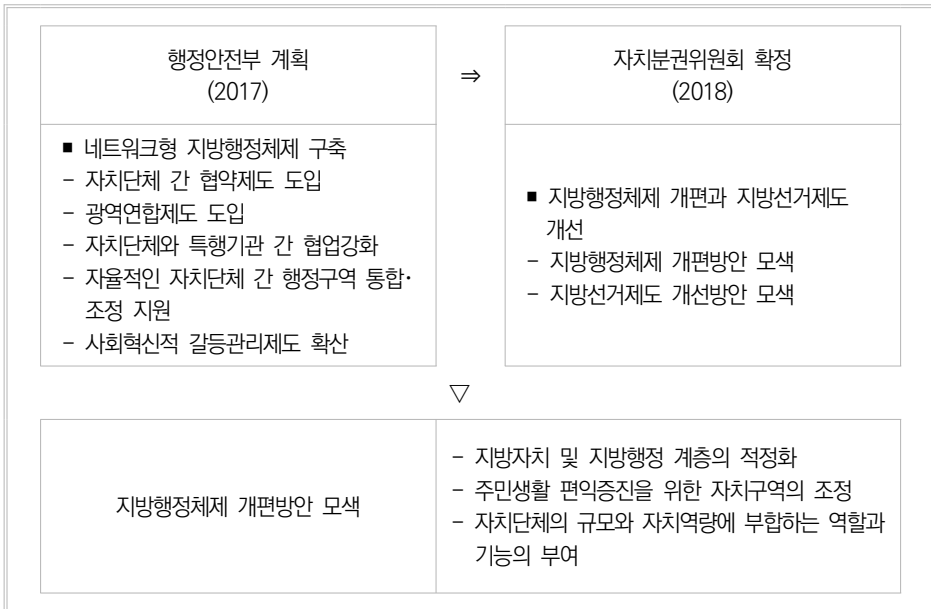 행정안전부 계획
(2017)
⇒
자치분권위원회 확정
(2018)
■ 네트워크형 지방행정체제 구축
- 자치단체 간 협약제도 도입
- 광역연합제도 도입
- 자치단체와 특행기관 간 협업강화
- 자율적인 자치단체 간 행정구역 통합·
조정 지원
- 사회혁신적 갈등관리제도 확산
■ 지방행정체제 개편과 지방선거제도
개선
- 지방행정체제 개편방안 모색
- 지방선거제도 개선방안 모색
▽
지방행정체제 개편방안 모색
- 지방자치 및 지방행정 계층의 적정화
- 주민생활 편익증진을 위한 자치구역의 조정
- 자치단체의 규모와 자치역량에 부합하는 역할과
기능의 부여